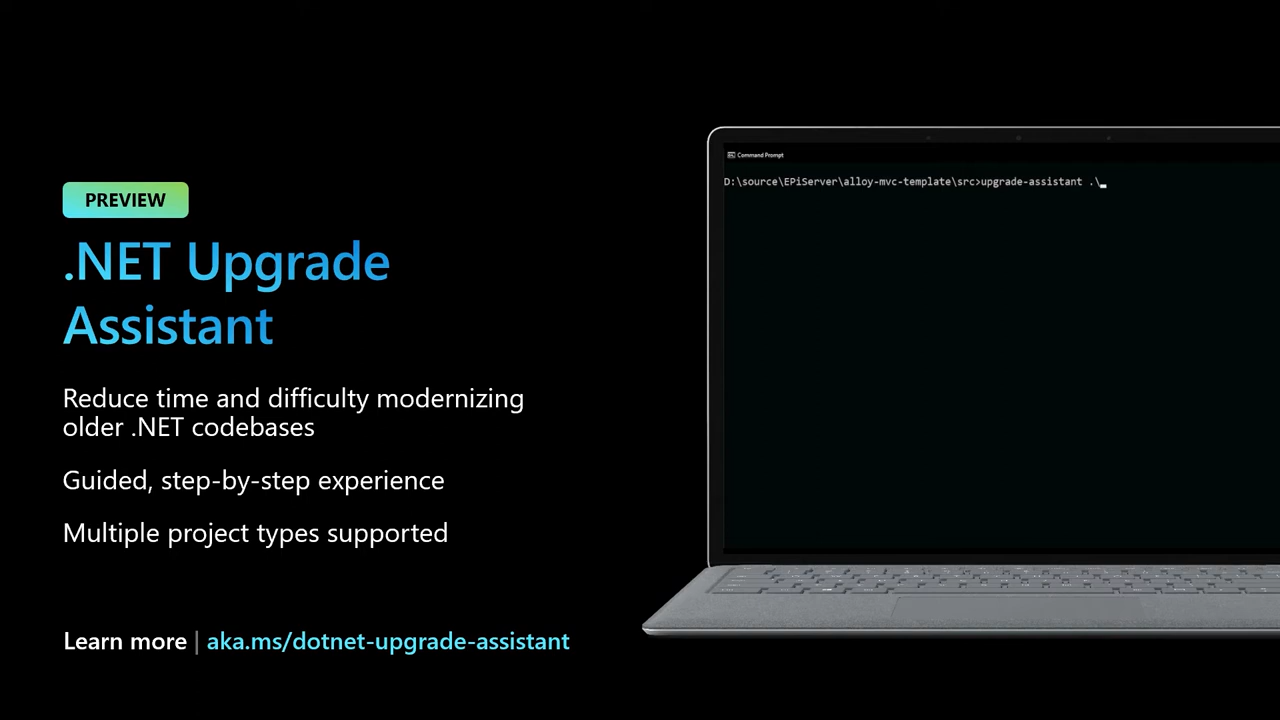 PREVIEW
.NET Upgrade
Assistant
Reduce time and difficulty modernizing
older .NET codebases
Guided, step-by-step experience
Multiple project types supported
Learn more | aka.ms/dotnet-upgrade-assistant
Command Prompt
D:\source\EPiServer\alloy-mvc-template\src>upgrade-assistant .\